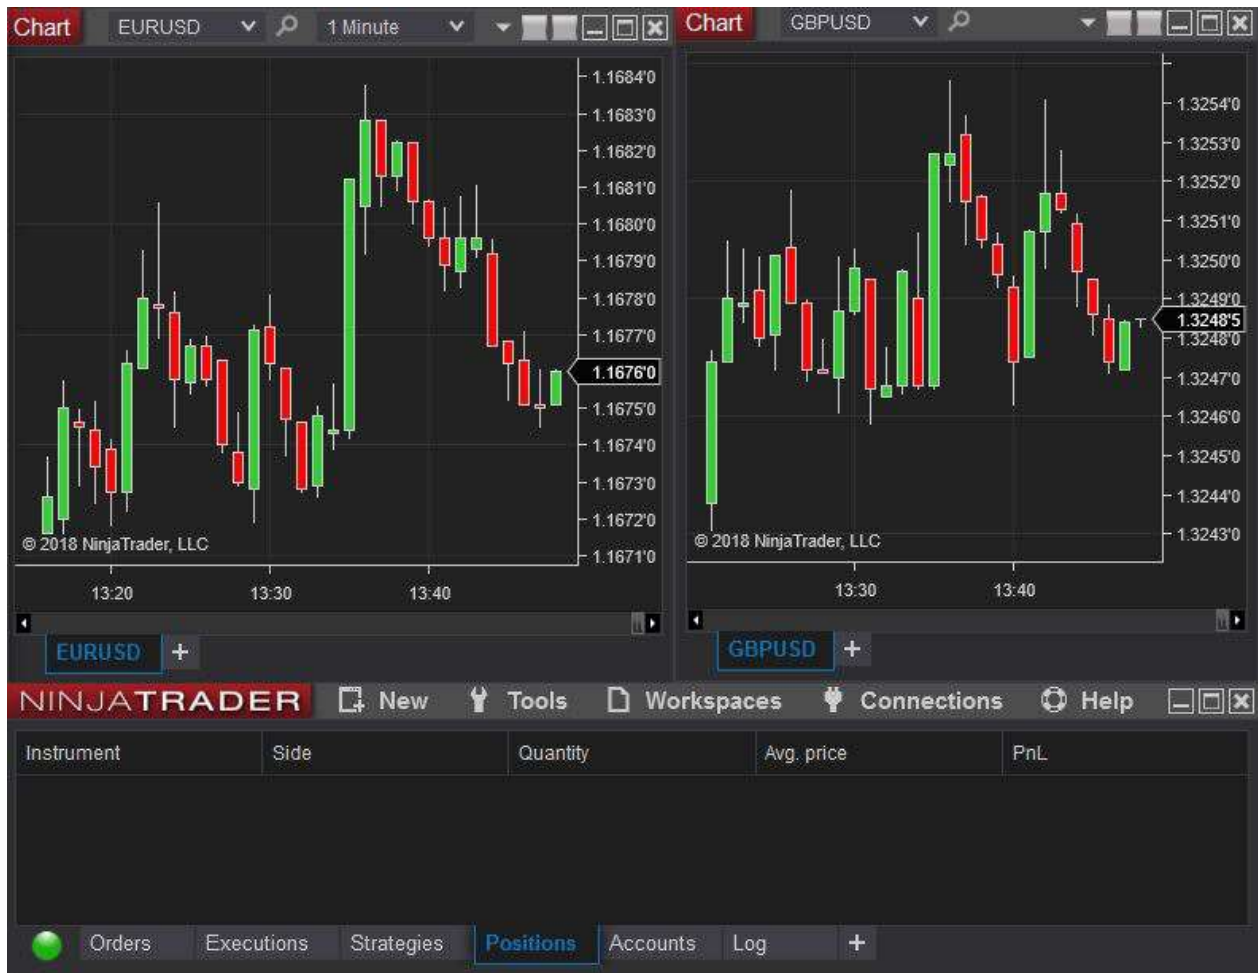 Chart EURUSD 1 Minute
1.1684'0
1.1683'0
1.1682'0
1.1681'0
1.1680'0
1.1679'0
1.1678'0
1.1677'0
1.1676'0
1.1675'0
1.1674'0
1.1673'0
1.1672'0
1.1671'0
© 2018 NinjaTrader, LLC
13:20 13:30 13:40
EURUSD +
Chart GBPUSD
1.3254'0
1.3253'0
1.3252'0
1.3251'0
1.3250'0
1.3249'0
1.3248'5
1.3248'0
1.3247'0
1.3246'0
1.3245'0
1.3244'0
1.3243'0
© 2018 NinjaTrader, LLC
13:30 13:40
GBPUSD +
NINJATRADER New Tools Workspaces Connections Help
Instrument Side Quantity Avg. price PnL
Orders Executions Strategies Positions Accounts Log +